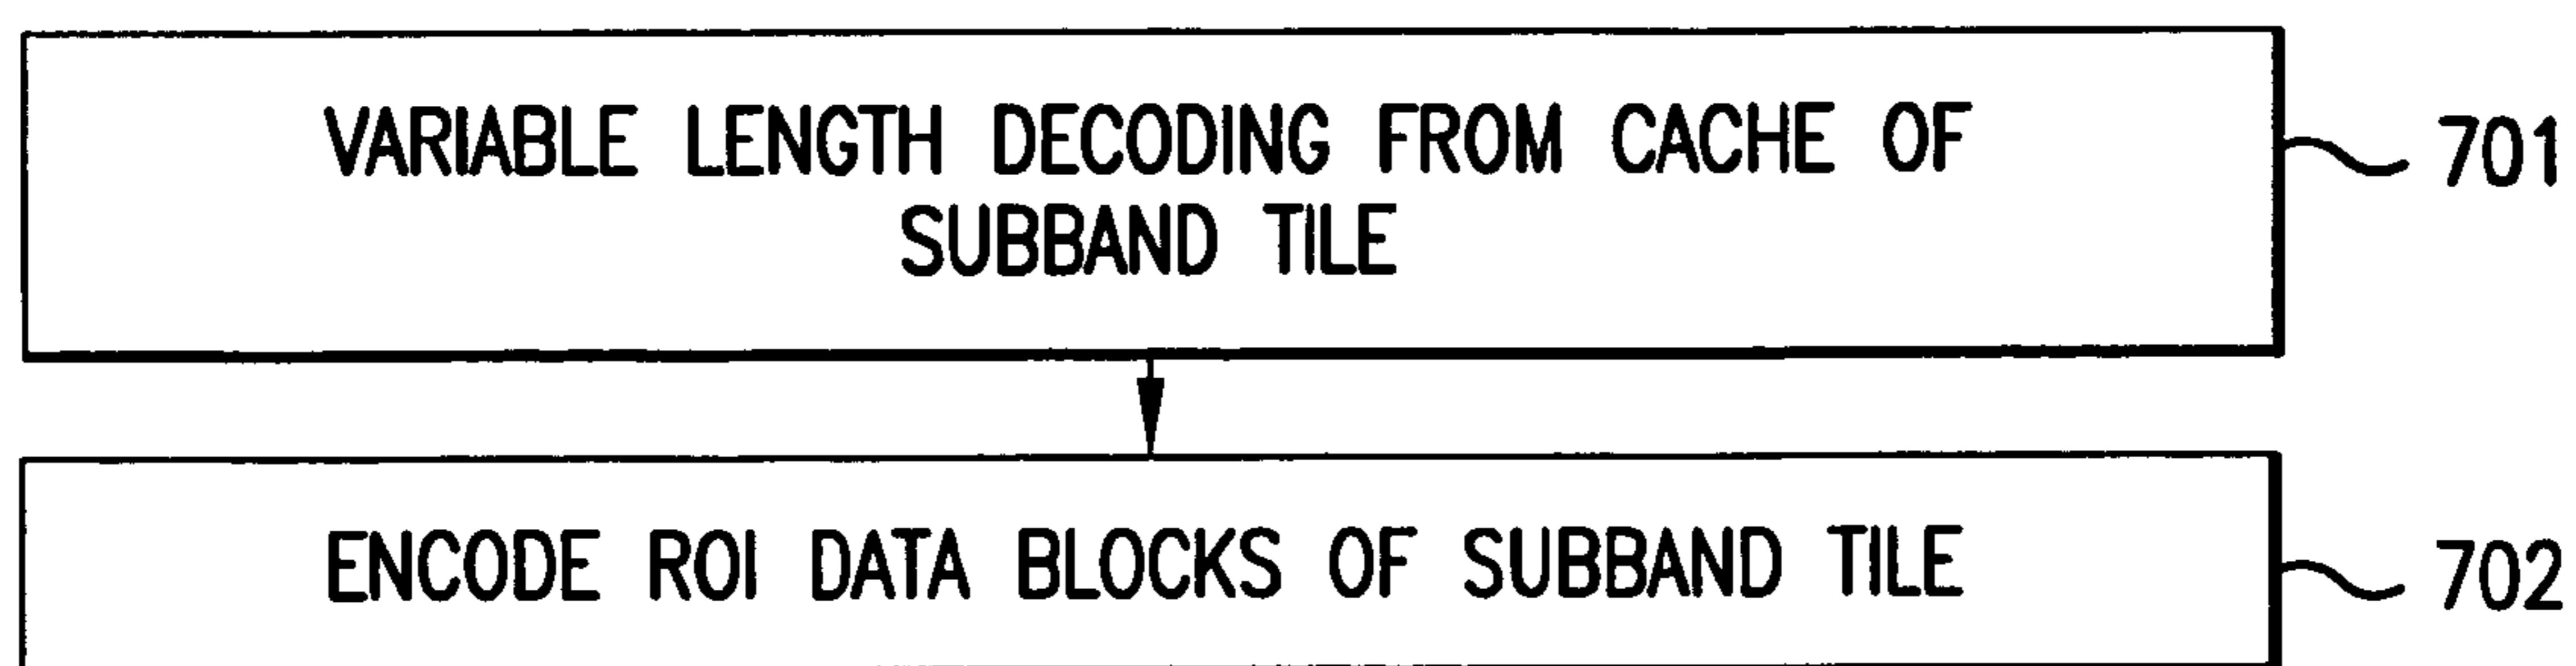 VARIABLE LENGTH DECODING FROM CACHE OF
SUBBAND TILE
701
ENCODE ROI DATA BLOCKS OF SUBBAND TILE
702